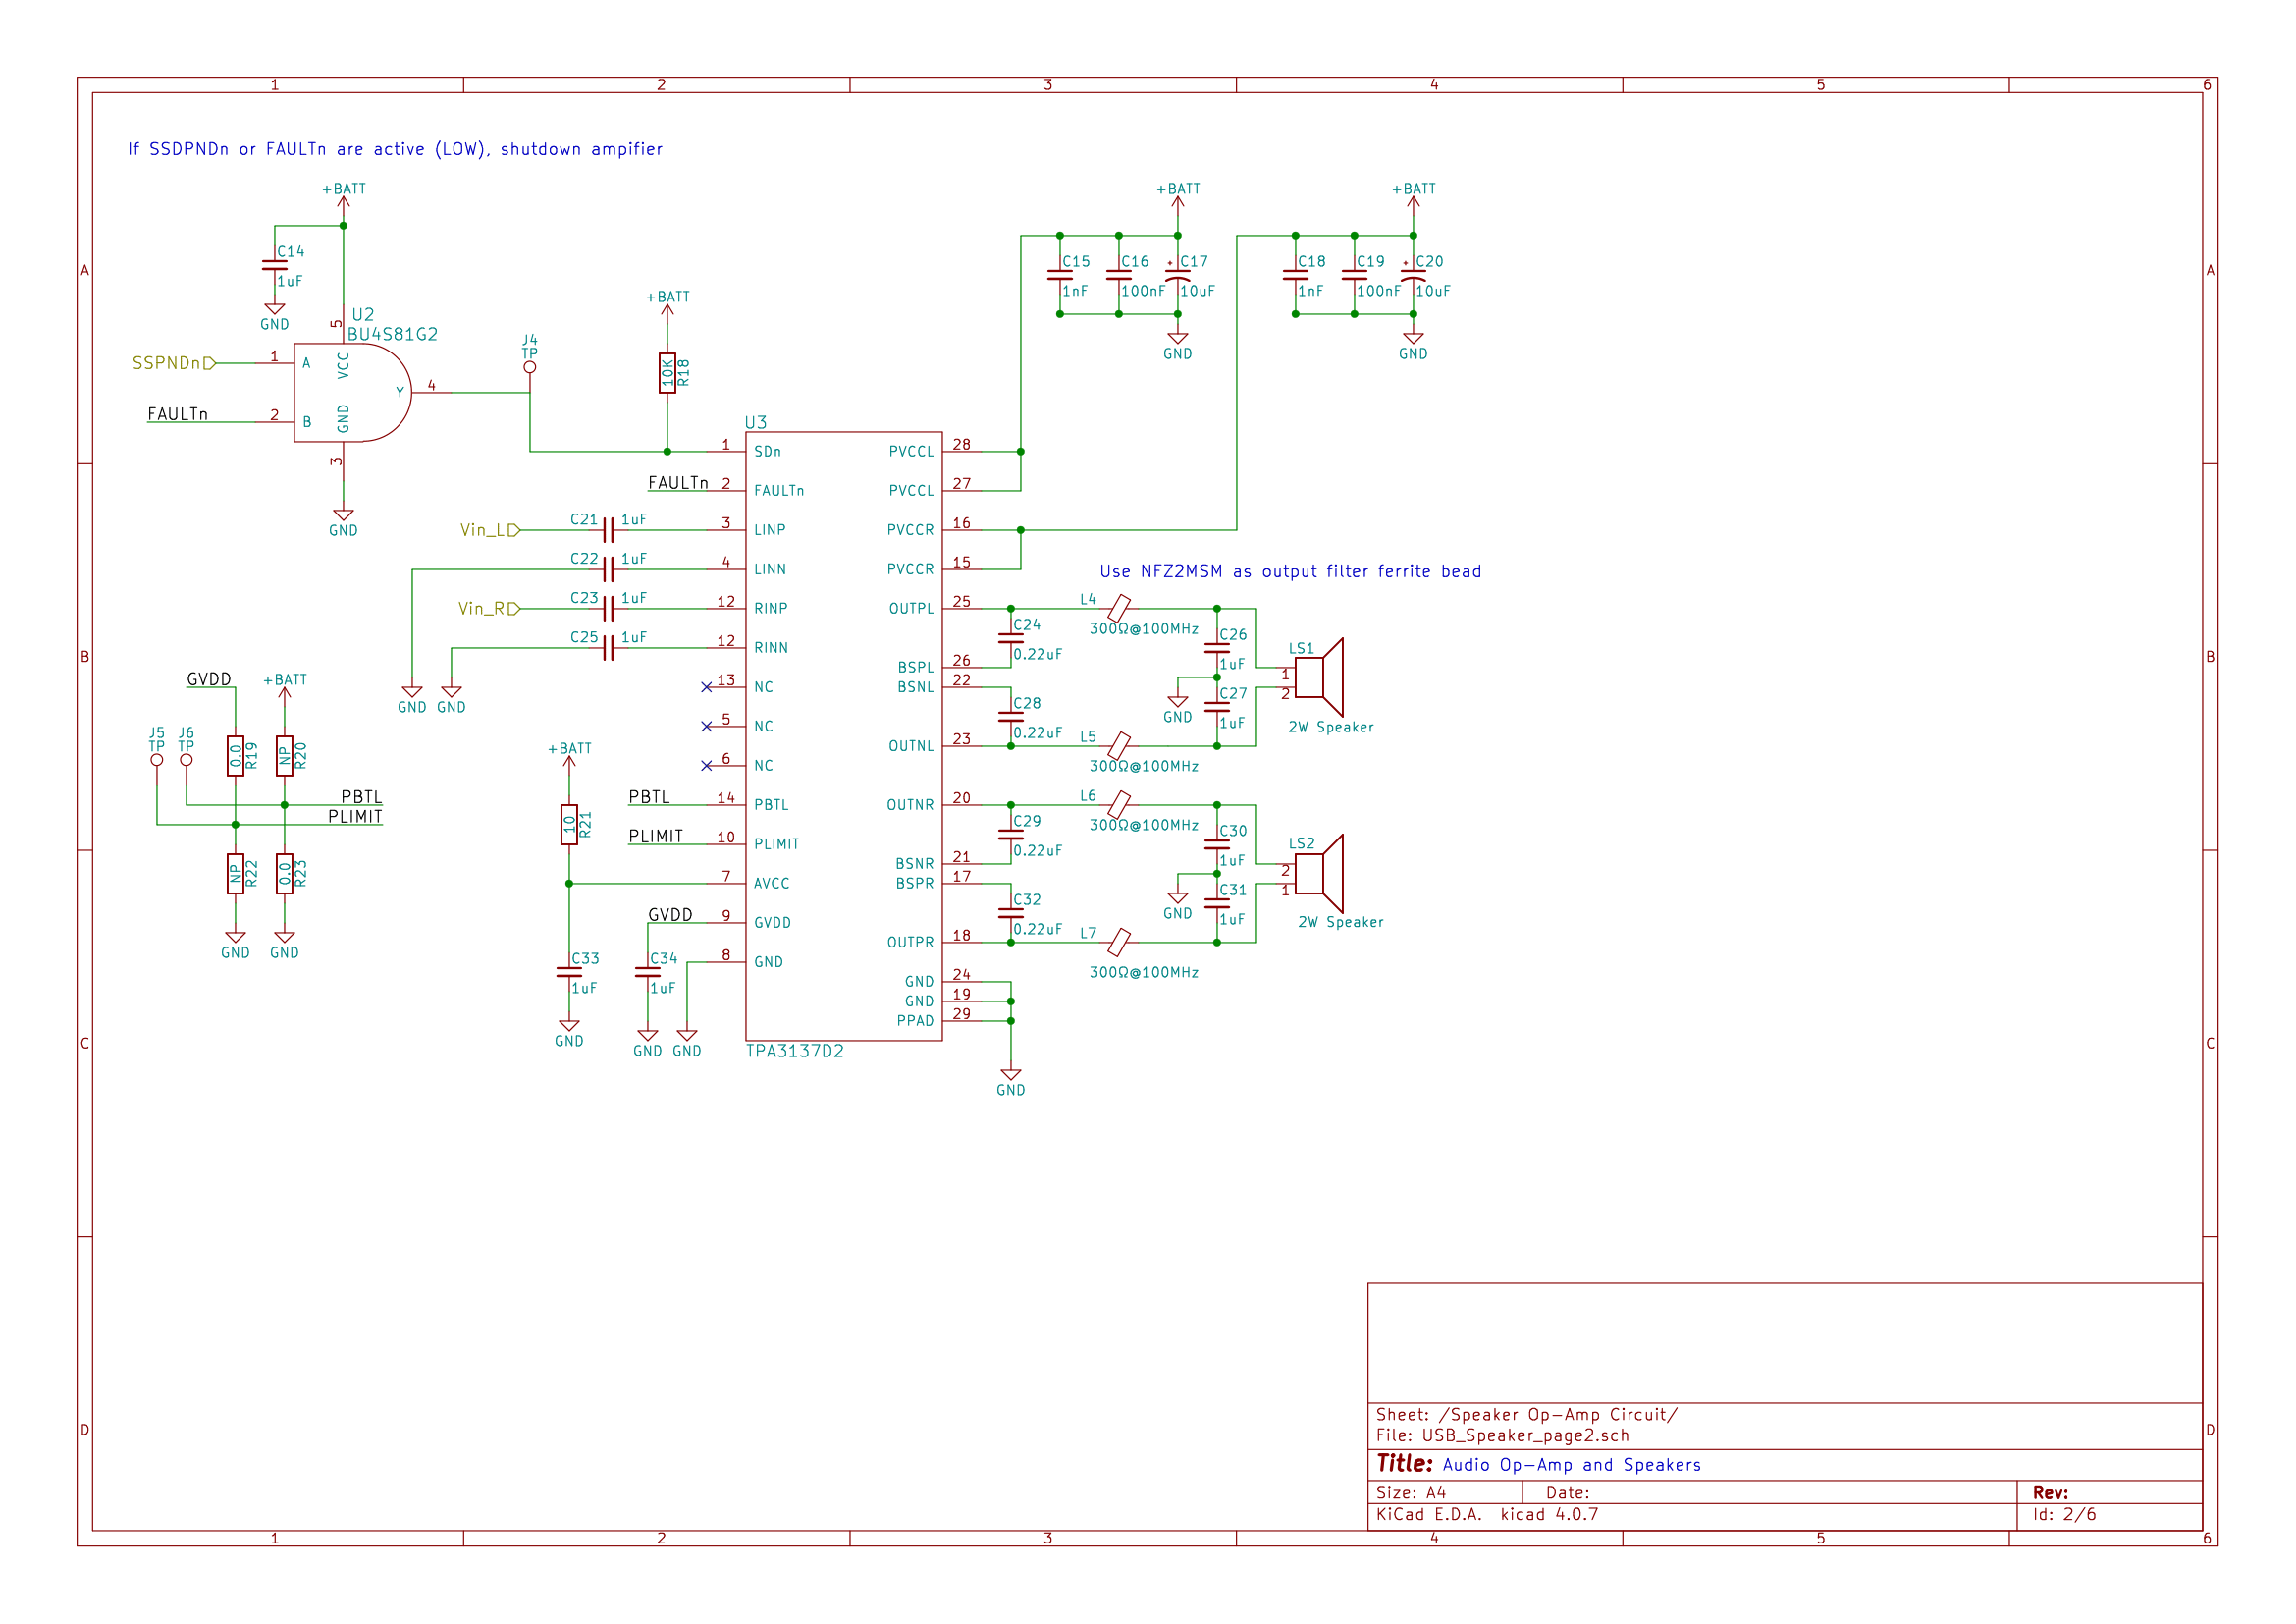 1 2 3 4 5 6
If SSDPNDn or FAULTn are active (LOW), shutdown ampifier
+BATT
C14
1uF
GND
U2
BU4S81G2
5
VCC
SSPNDn
1
A
Y
4
FAULTn
2
B
GND
3
GND
J4
TP
+BATT
10K
R18
+BATT
C15
1nF
C16
100nF
C17
10uF
GND
+BATT
C18
1nF
C19
100nF
C20
10uF
GND
A
A
U3
1 SDn
FAULTn 2 FAULTn
Vin_L C21 1uF 3 LINP
C22 1uF 4 LINN
Vin_R C23 1uF 12 RINP
C25 1uF 12 RINN
GND GND
13 NC
5 NC
6 NC
PBTL 14 PBTL
PLIMIT 10 PLIMIT
7 AVCC
GVDD 9 GVDD
8 GND
PVCCL 28
PVCCL 27
PVCCR 16
PVCCR 15
OUTPL 25
BSPL 26
BSNL 22
OUTNL 23
OUTNR 20
BSNR 21
BSPR 17
OUTPR 18
GND 24
GND 19
PPAD 29
TPA3137D2
GND
B
B
GVDD
+BATT
J5
TP
J6
TP
0.0
R19
NP
R20
PBTL
PLIMIT
NP
R22
0.0
R23
GND
GND
+BATT
10
R21
C33
1uF
GND
C34
1uF
GND
GND
Use NFZ2MSM as output filter ferrite bead
L4
300Ω@100MHz
C24
0.22uF
C26
1uF
LS1
1
2
2W Speaker
GND
C27
1uF
C28
0.22uF
L5
300Ω@100MHz
L6
300Ω@100MHz
C29
0.22uF
C30
1uF
LS2
2
1
2W Speaker
GND
C31
1uF
C32
0.22uF
L7
300Ω@100MHz
C
C
D
D
Sheet: /Speaker Op-Amp Circuit/
File: USB_Speaker_page2.sch
Title: Audio Op-Amp and Speakers
Size: A4 Date: Rev:
KiCad E.D.A. kicad 4.0.7 Id: 2/6
1 2 3 4 5 6